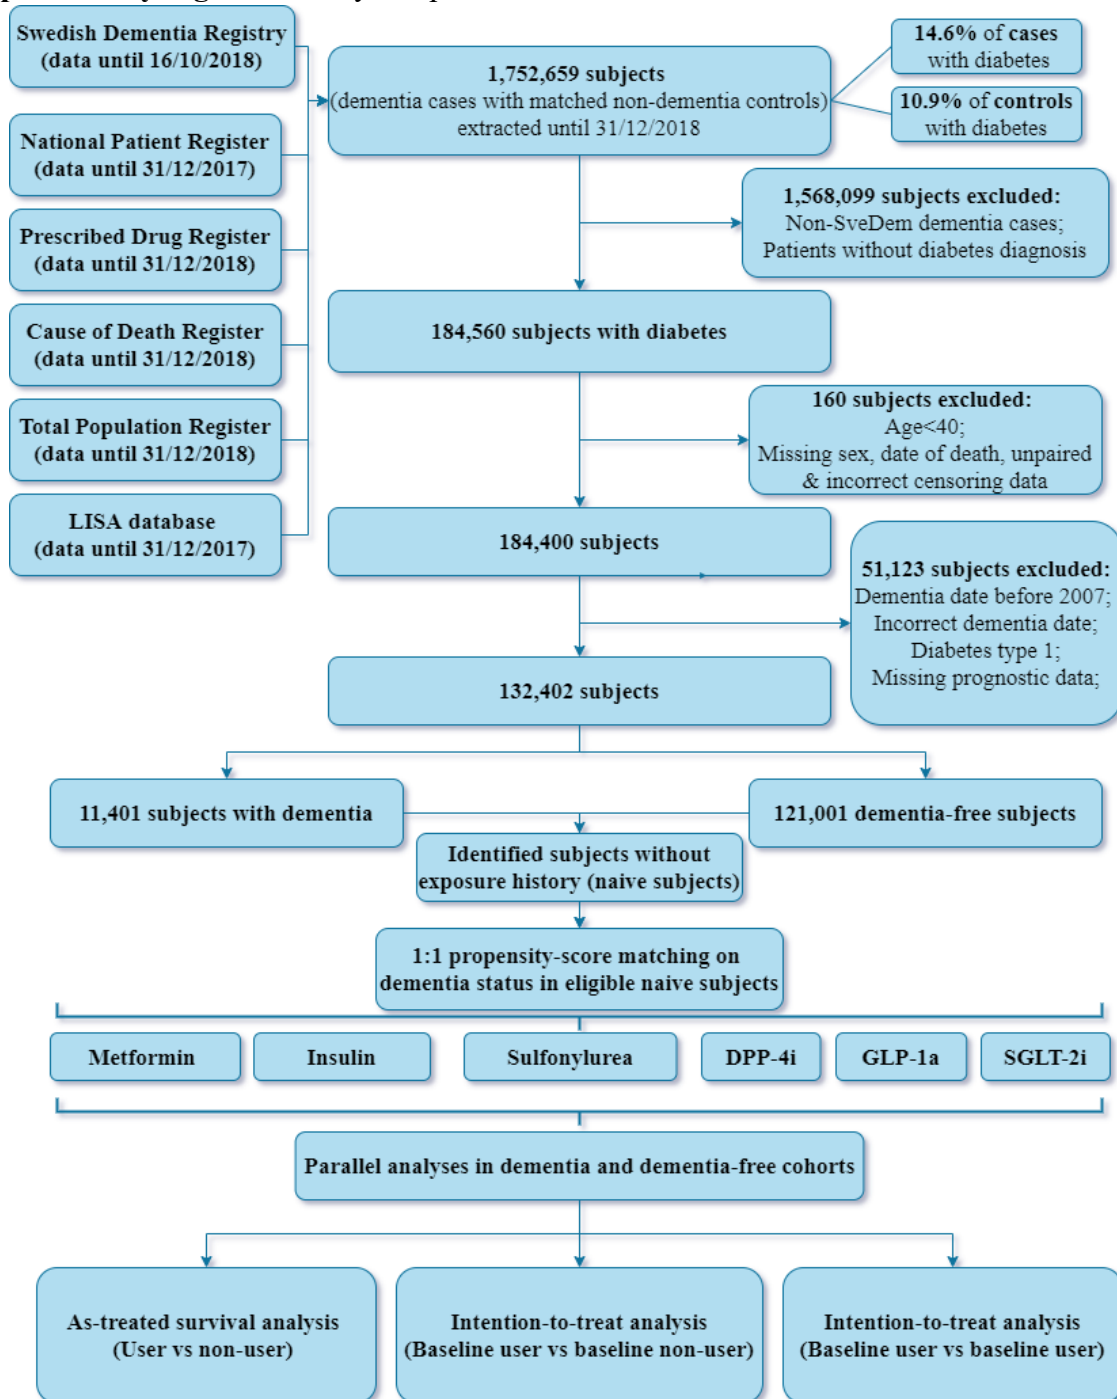 Swedish Dementia Registry
(data until 16/10/2018)
National Patient Register
(data until 31/12/2017)
Prescribed Drug Register
(data until 31/12/2018)
Cause of Death Register
(data until 31/12/2018)
Total Population Register
(data until 31/12/2018)
LISA database
(data until 31/12/2017)
1,752,659 subjects
(dementia cases with matched non-dementia controls)
extracted until 31/12/2018
14.6% of cases
with diabetes
10.9% of controls
with diabetes
1,568,099 subjects excluded:
Non-SveDem dementia cases;
Patients without diabetes diagnosis
184,560 subjects with diabetes
160 subjects excluded:
Age<40;
Missing sex, date of death, unpaired
& incorrect censoring data
184,400 subjects
51,123 subjects excluded:
Dementia date before 2007;
Incorrect dementia date;
Diabetes type 1;
Missing prognostic data;
132,402 subjects
11,401 subjects with dementia
121,001 dementia-free subjects
Identified subjects without
exposure history (naive subjects)
1:1 propensity-score matching on
dementia status in eligible naive subjects
Metformin
Insulin
Sulfonylurea
DPP-4i
GLP-1a
SGLT-2i
Parallel analyses in dementia and dementia-free cohorts
As-treated survival analysis
(User vs non-user)
Intention-to-treat analysis
(Baseline user vs baseline non-user)
Intention-to-treat analysis
(Baseline user vs baseline user)